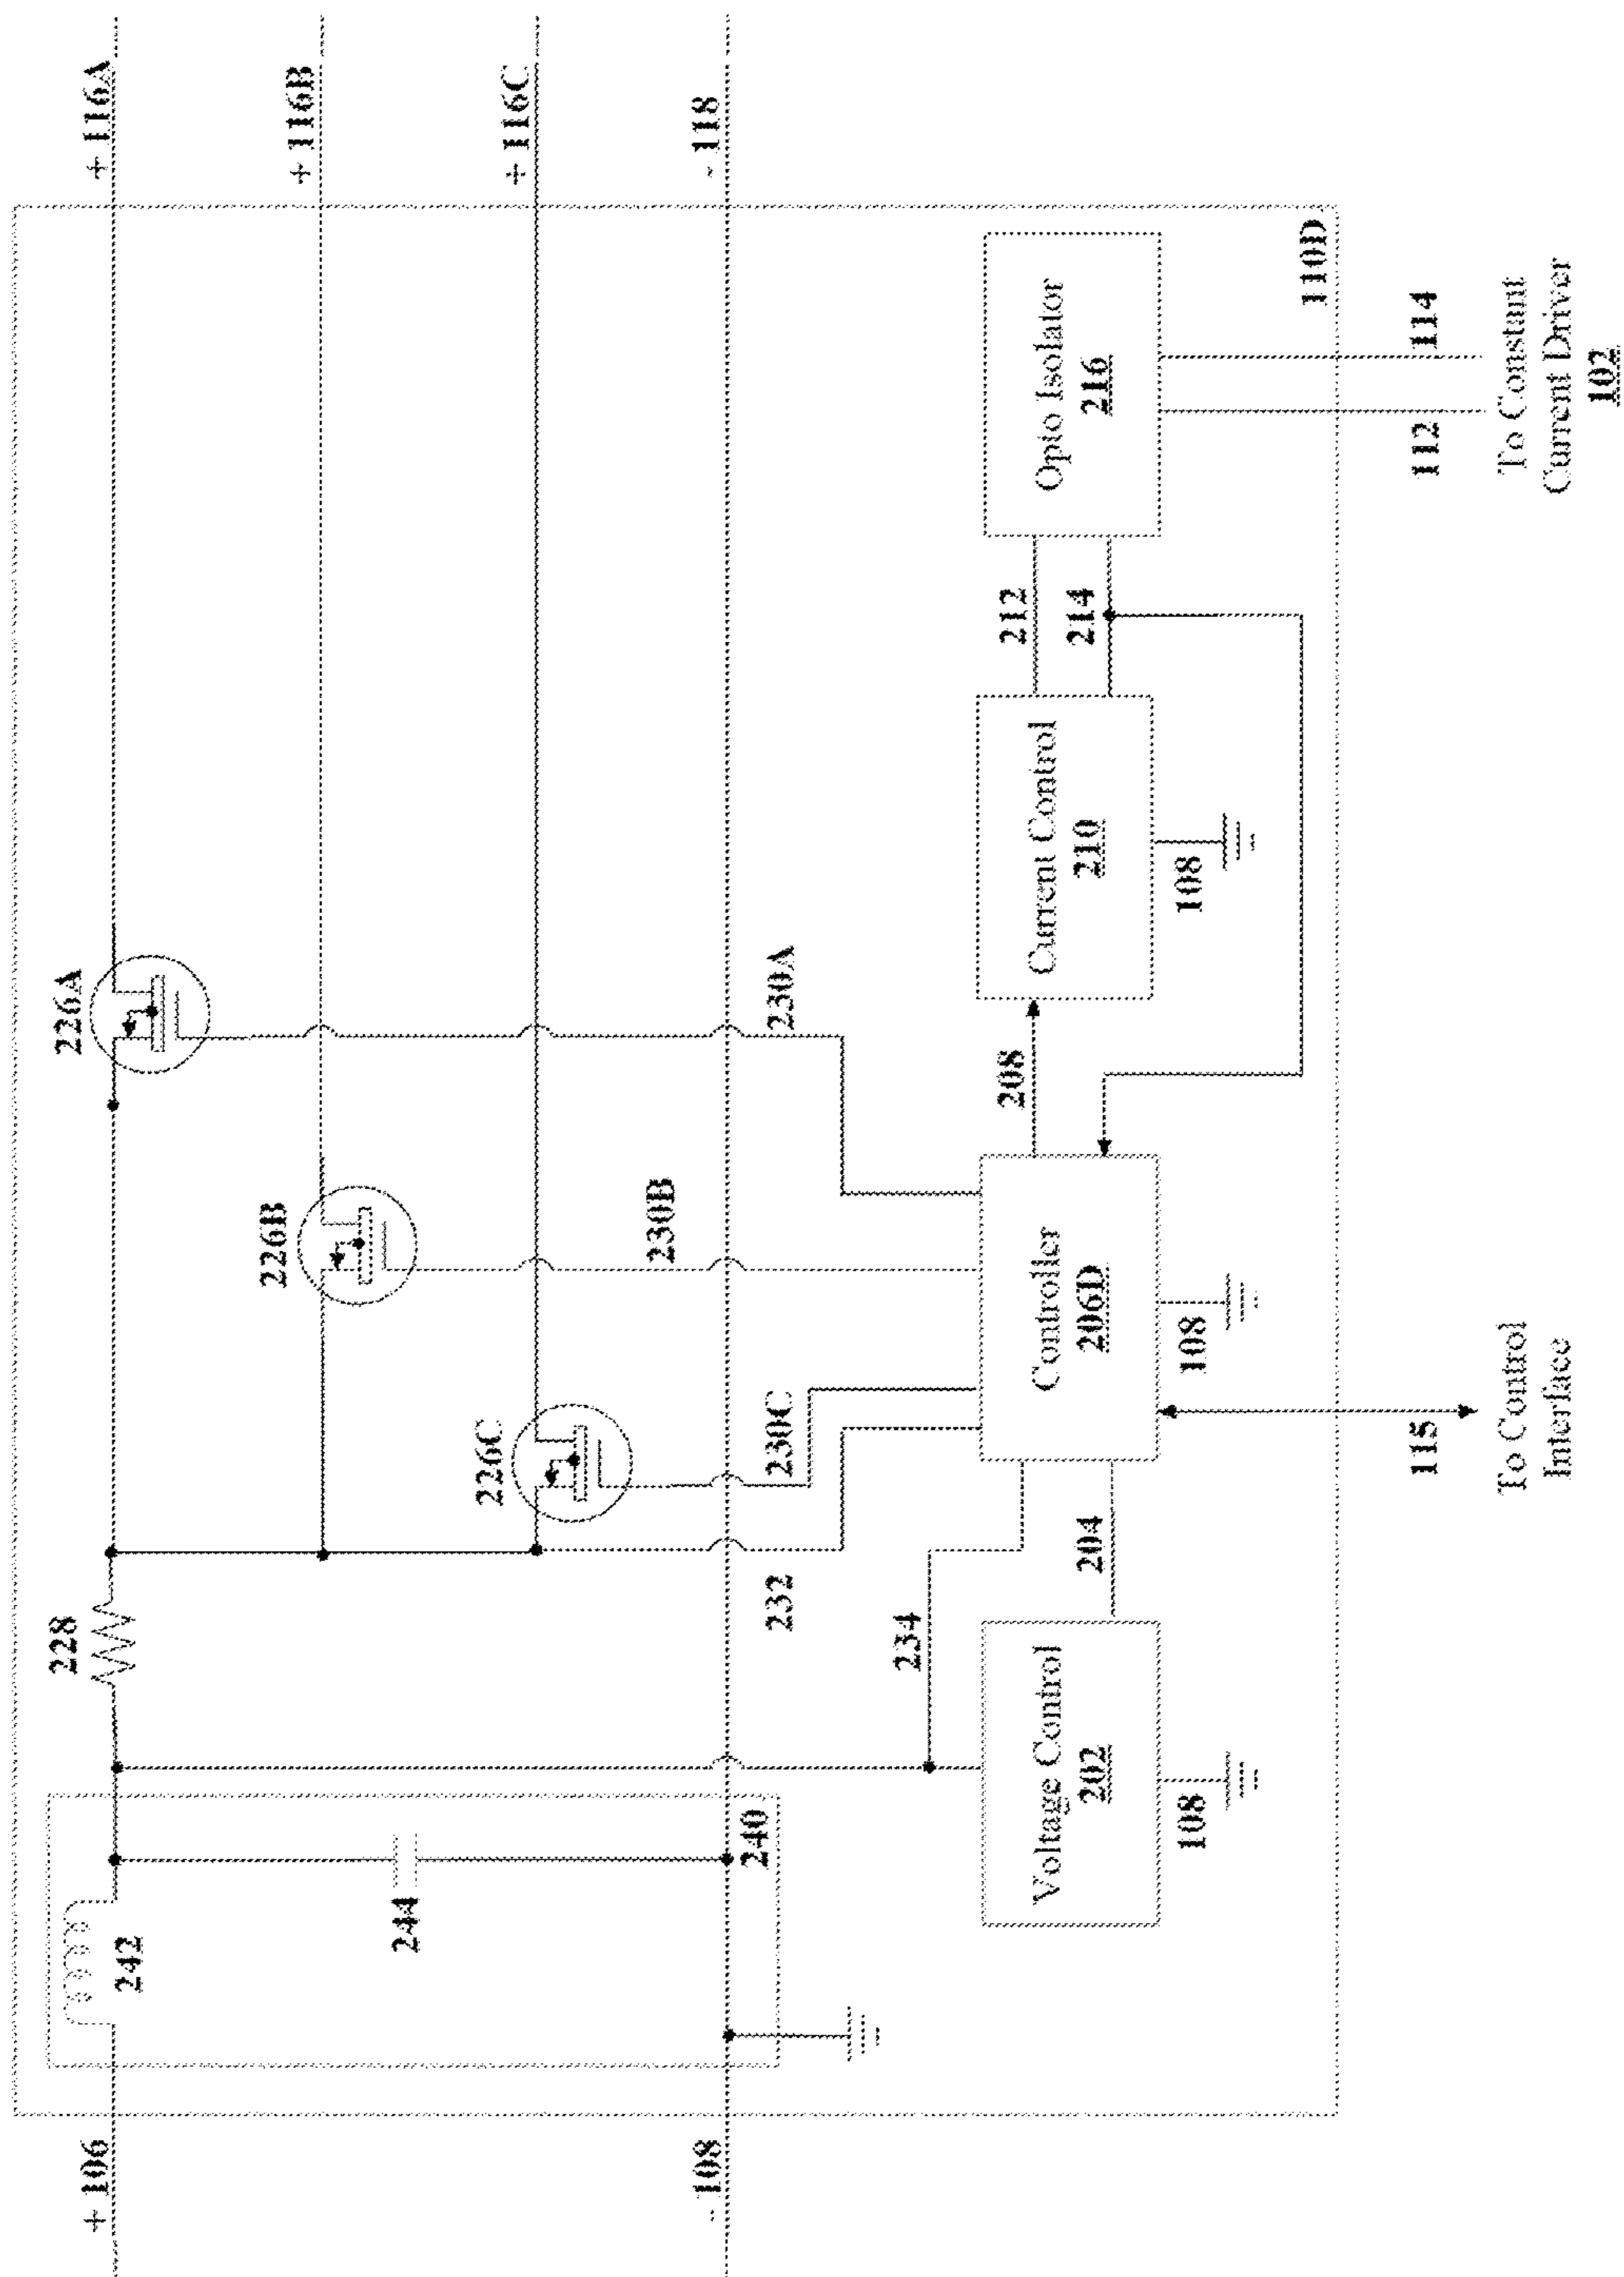 + 106
- 108
242
244
240
228
226A
226B
226C
+ 116A
+ 116B
+ 116C
- 118
232
234
230C
230B
230A
Voltage Control
202
108
204
Controller
206D
108
208
Current Control
210
108
212
214
Opto Isolator
216
110D
115
To Control
Interface
112
114
To Constant
Current Driver
102